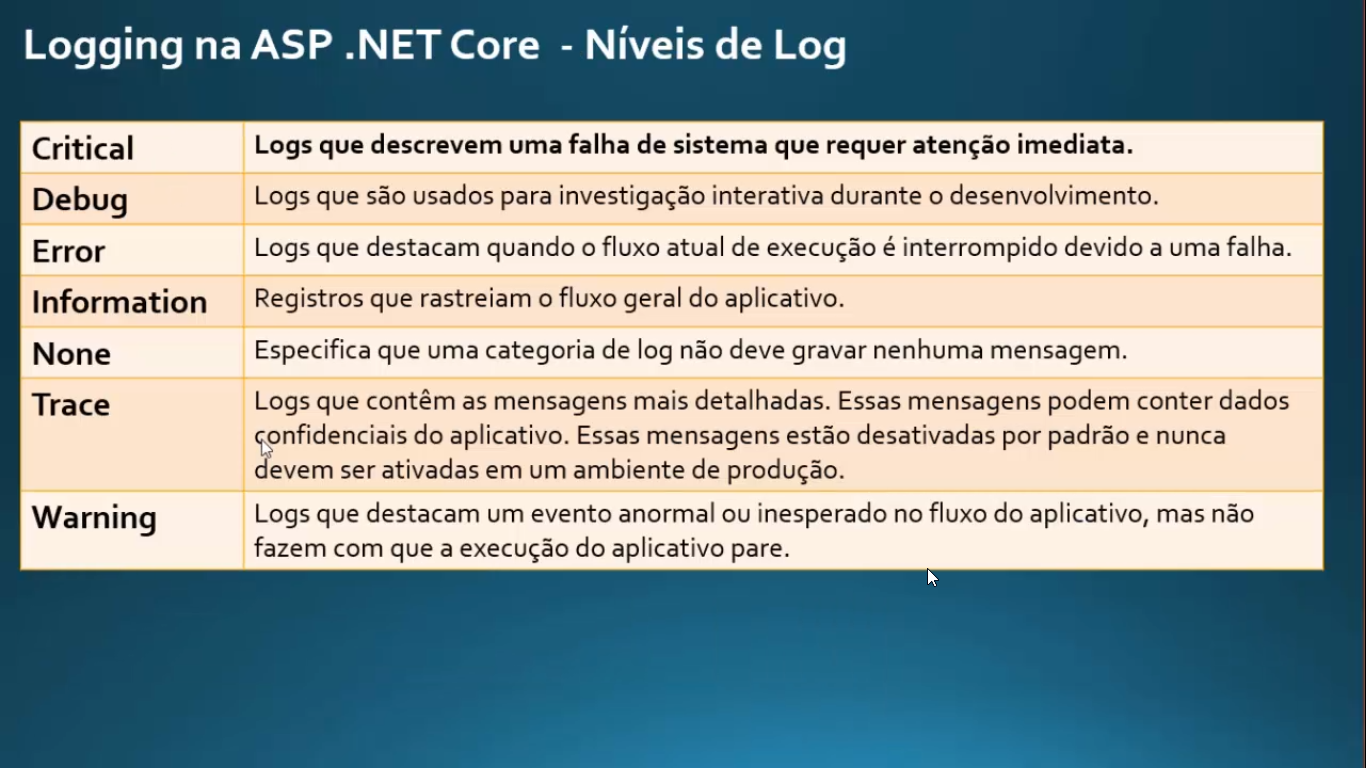 Logging na ASP .NET Core - Níveis de Log
Critical
Logs que descrevem uma falha de sistema que requer atenção imediata.
Debug
Logs que são usados para investigação interativa durante o desenvolvimento.
Error
Logs que destacam quando o fluxo atual de execução é interrompido devido a uma falha.
Information
Registros que rastreiam o fluxo geral do aplicativo.
None
Especifica que uma categoria de log não deve gravar nenhuma mensagem.
Trace
Logs que contêm as mensagens mais detalhadas. Essas mensagens podem conter dados
confidenciais do aplicativo. Essas mensagens estão desativadas por padrão e nunca
devem ser ativadas em um ambiente de produção.
Warning
Logs que destacam um evento anormal ou inesperado no fluxo do aplicativo, mas não
fazem com que a execução do aplicativo pare.